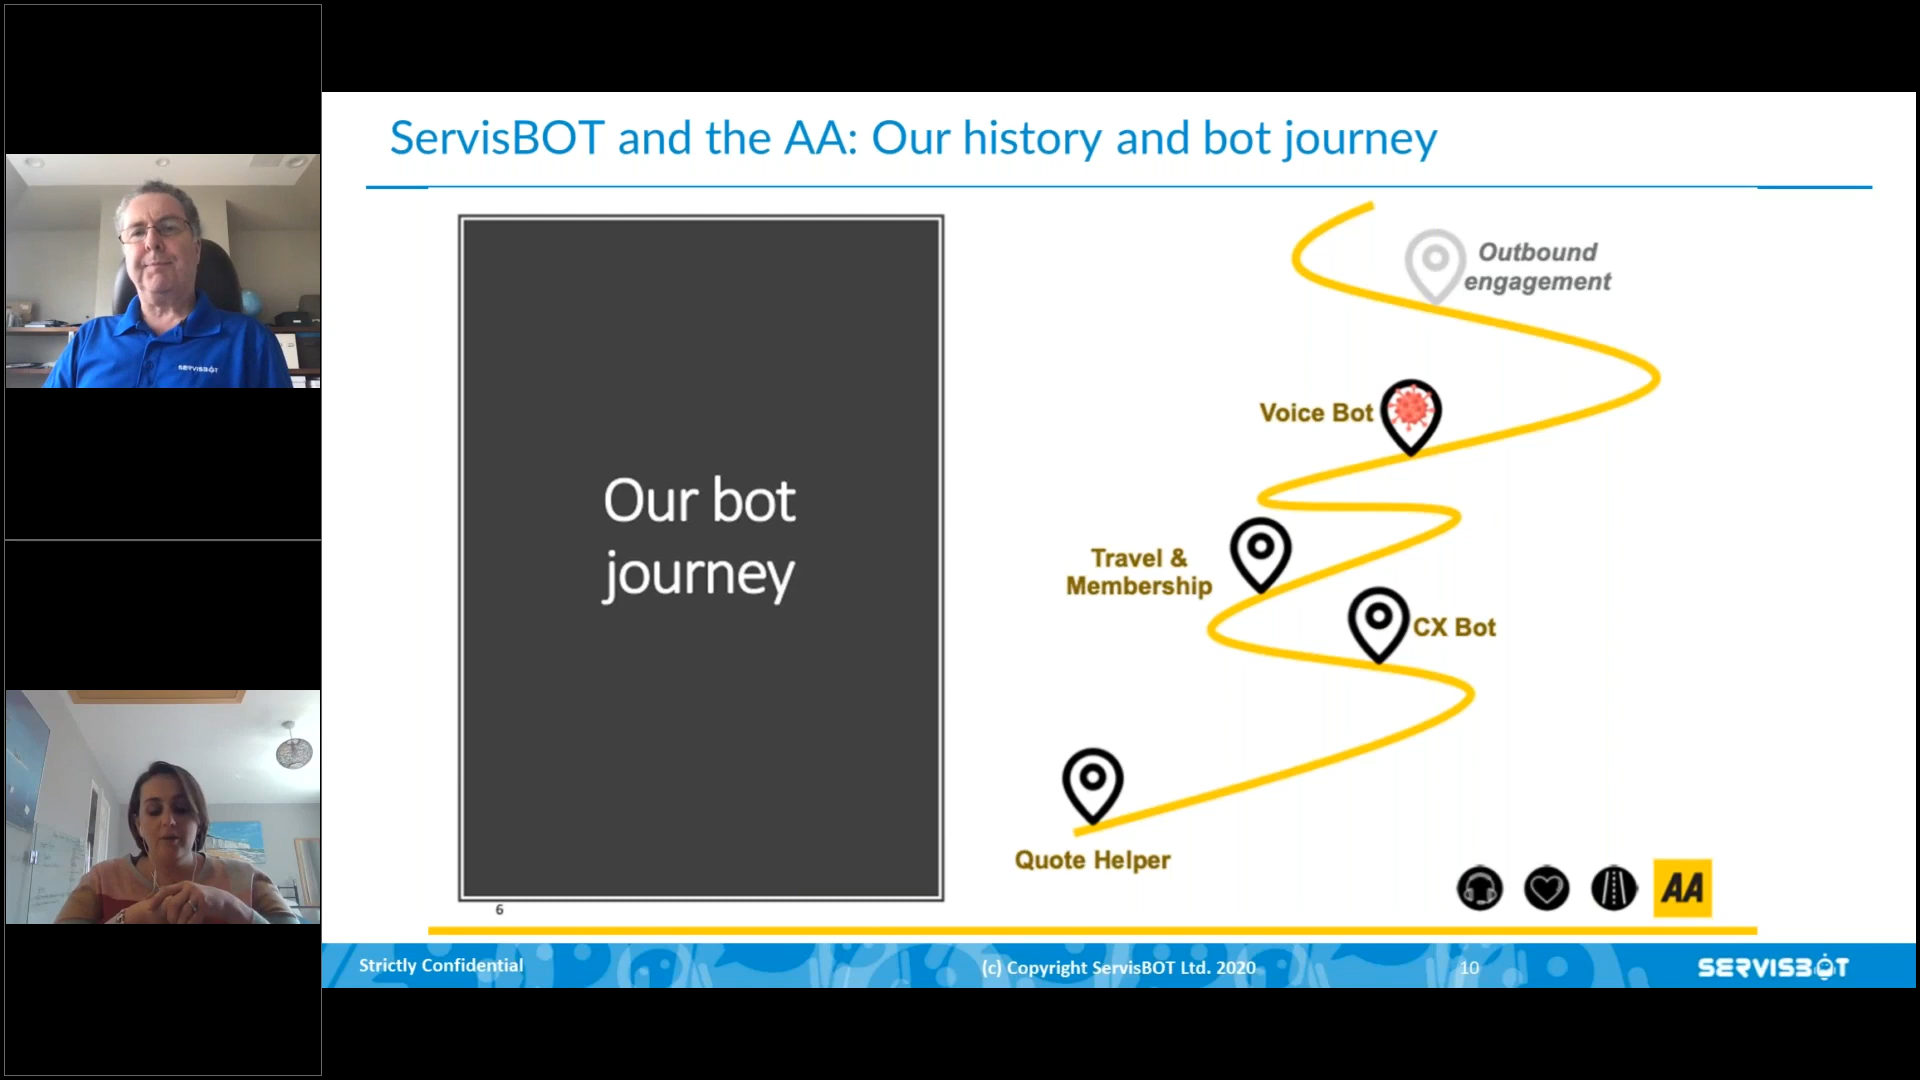 ServisBOT and the AA: Our history and bot journey
SERVISBOT
Our bot
journey
Outbound
engagement
Voice Bot
Travel &
Membership
CX Bot
Quote Helper
AA
6
Strictly Confidential
(c) Copyright ServisBOT Ltd. 2020
10
SERVISBOT